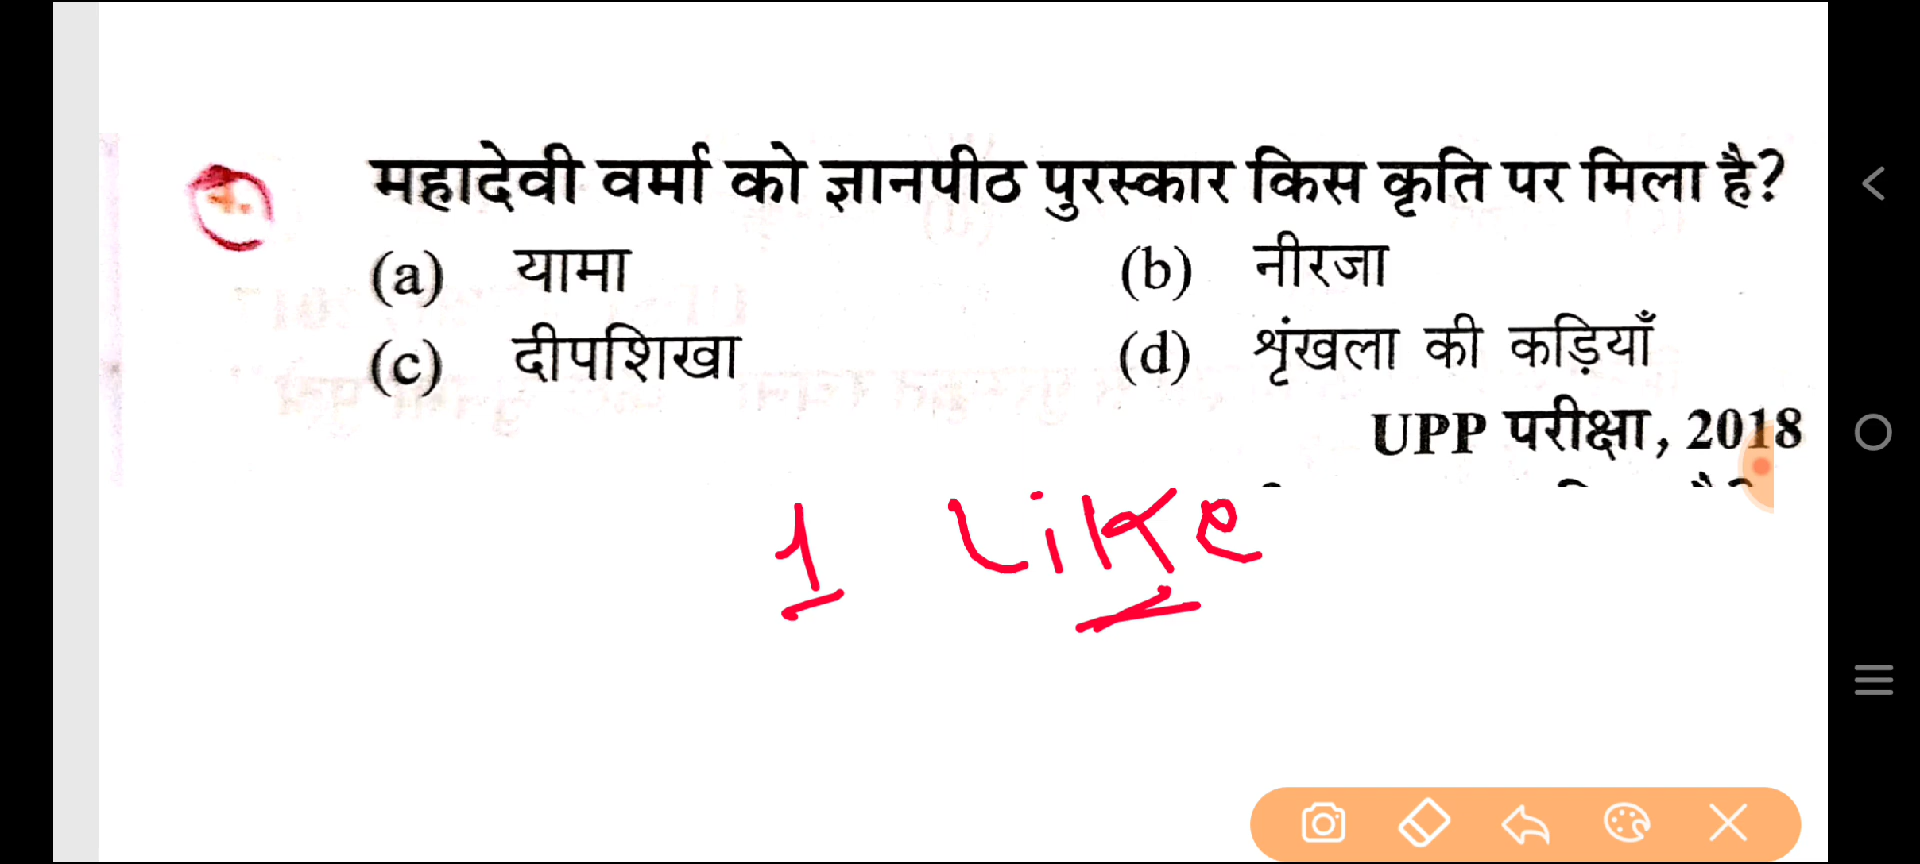 महादेवी वर्मा को ज्ञानपीठ पुरस्कार किस कृति पर मिला है?
(a) यामा (b) नीरजा
(c) दीपशिखा (d) शृंखला की कड़ियाँ
UPP परीक्षा, 2018
1 Like